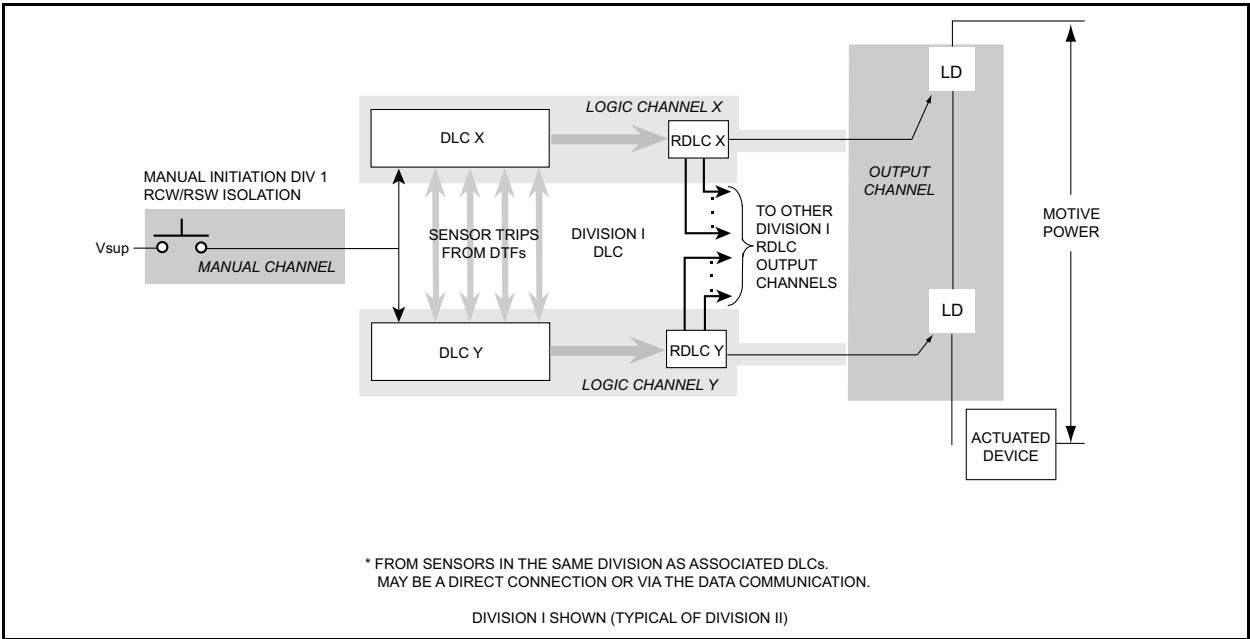 LD
LOGIC CHANNEL X
DLC X
RDLC X
OUTPUT
CHANNEL
MANUAL INITIATION DIV 1
RCW/RSW ISOLATION
Vsup
MANUAL CHANNEL
SENSOR TRIPS
FROM DTFs
DIVISION I
DLC
TO OTHER
DIVISION I
RDLC
OUTPUT
CHANNELS
MOTIVE
POWER
LD
DLC Y
RDLC Y
LOGIC CHANNEL Y
ACTUATED
DEVICE
* FROM SENSORS IN THE SAME DIVISION AS ASSOCIATED DLCs.
MAY BE A DIRECT CONNECTION OR VIA THE DATA COMMUNICATION.
DIVISION I SHOWN (TYPICAL OF DIVISION II)